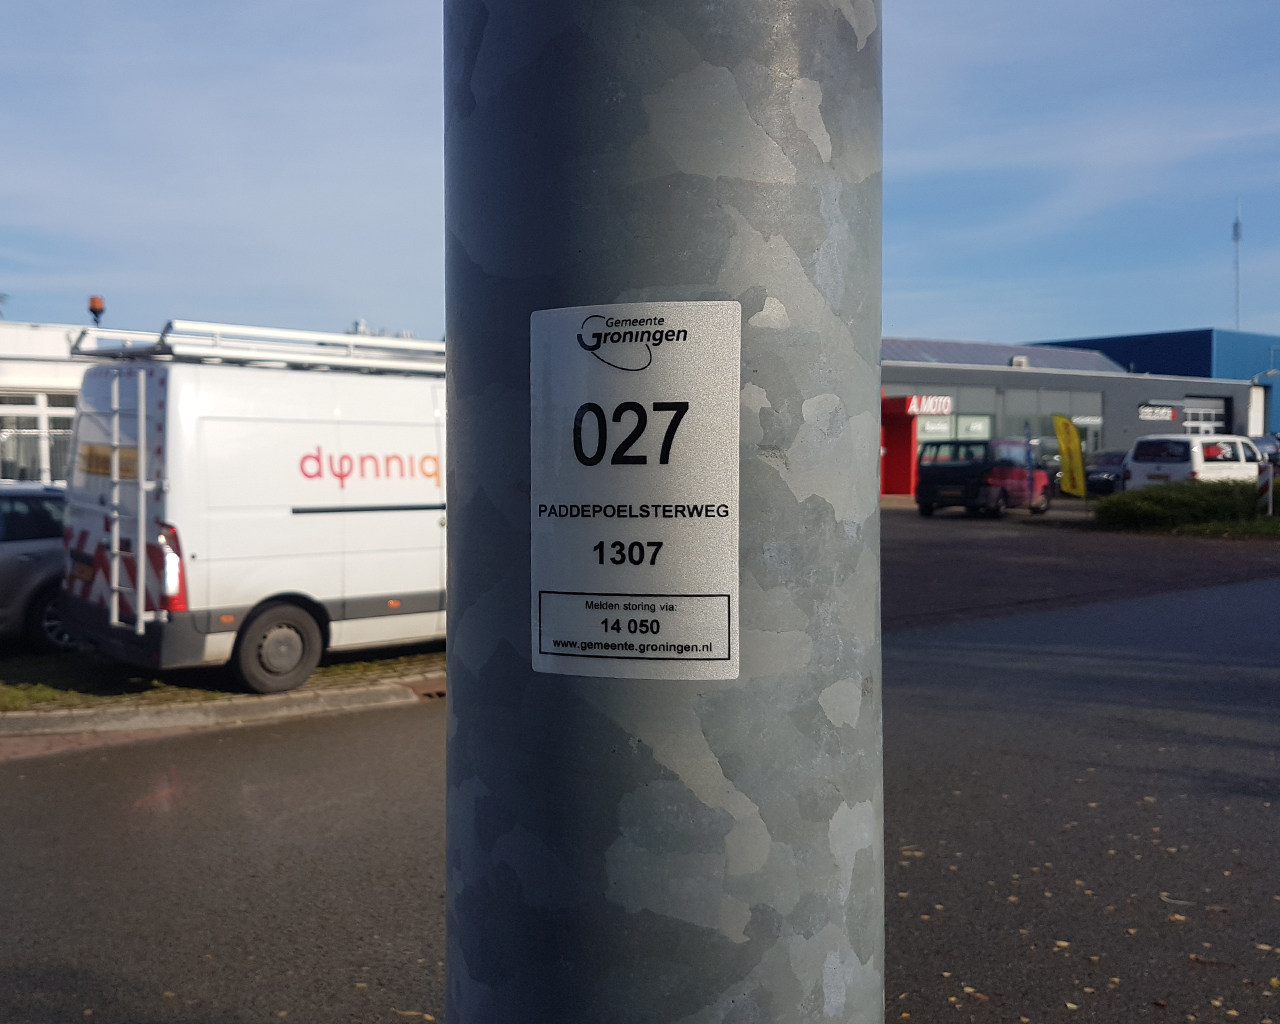 Gemeente
Groningen
027
PADDEPOELSTERWEG
1307
Melden storing via:
14 050
www.gemeente.groningen.nl
dynniq
A. MOTO